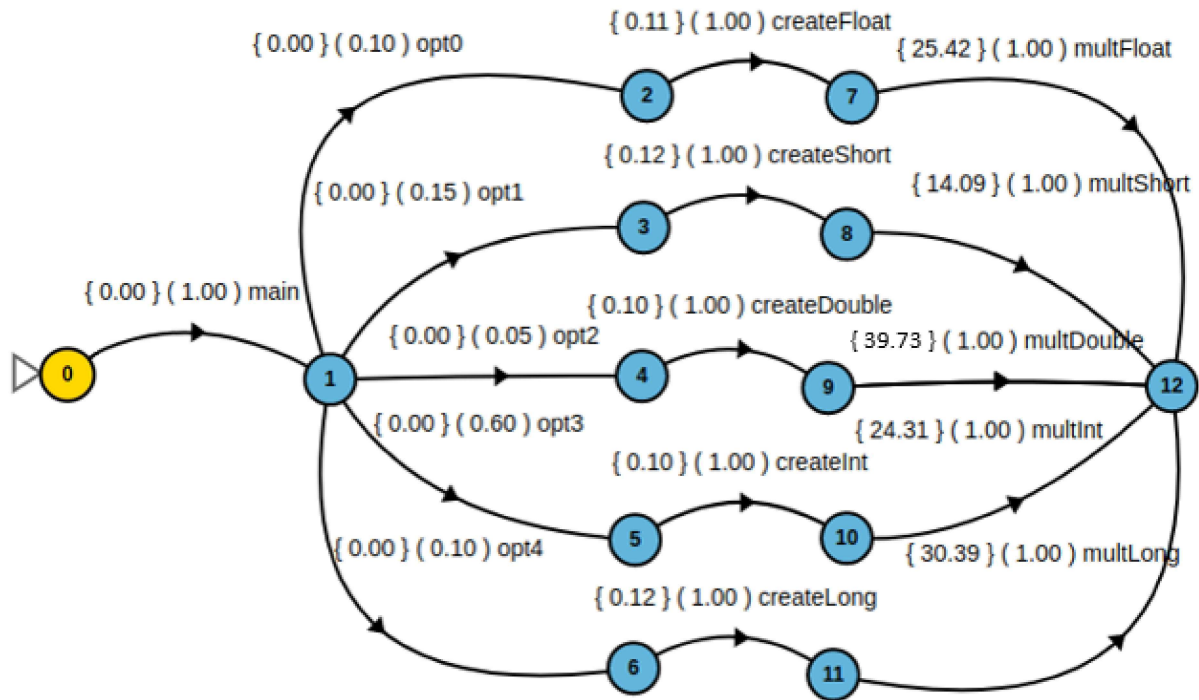 { 0.11 } ( 1.00 ) createFloat
{ 0.00 } ( 0.10 ) opt0
{ 25.42 } ( 1.00 ) multFloat
2
7
{ 0.12 } ( 1.00 ) createShort
{ 0.00 } ( 0.15 ) opt1
{ 14.09 } ( 1.00 ) multShort
3
8
{ 0.00 } ( 1.00 ) main
{ 0.10 } ( 1.00 ) createDouble
{ 0.00 } ( 0.05 ) opt2
{ 39.73 } ( 1.00 ) multDouble
0
1
4
9
12
{ 0.00 } ( 0.60 ) opt3
{ 24.31 } ( 1.00 ) multInt
{ 0.10 } ( 1.00 ) createInt
5
10
{ 0.00 } ( 0.10 ) opt4
{ 30.39 } ( 1.00 ) multLong
{ 0.12 } ( 1.00 ) createLong
6
11